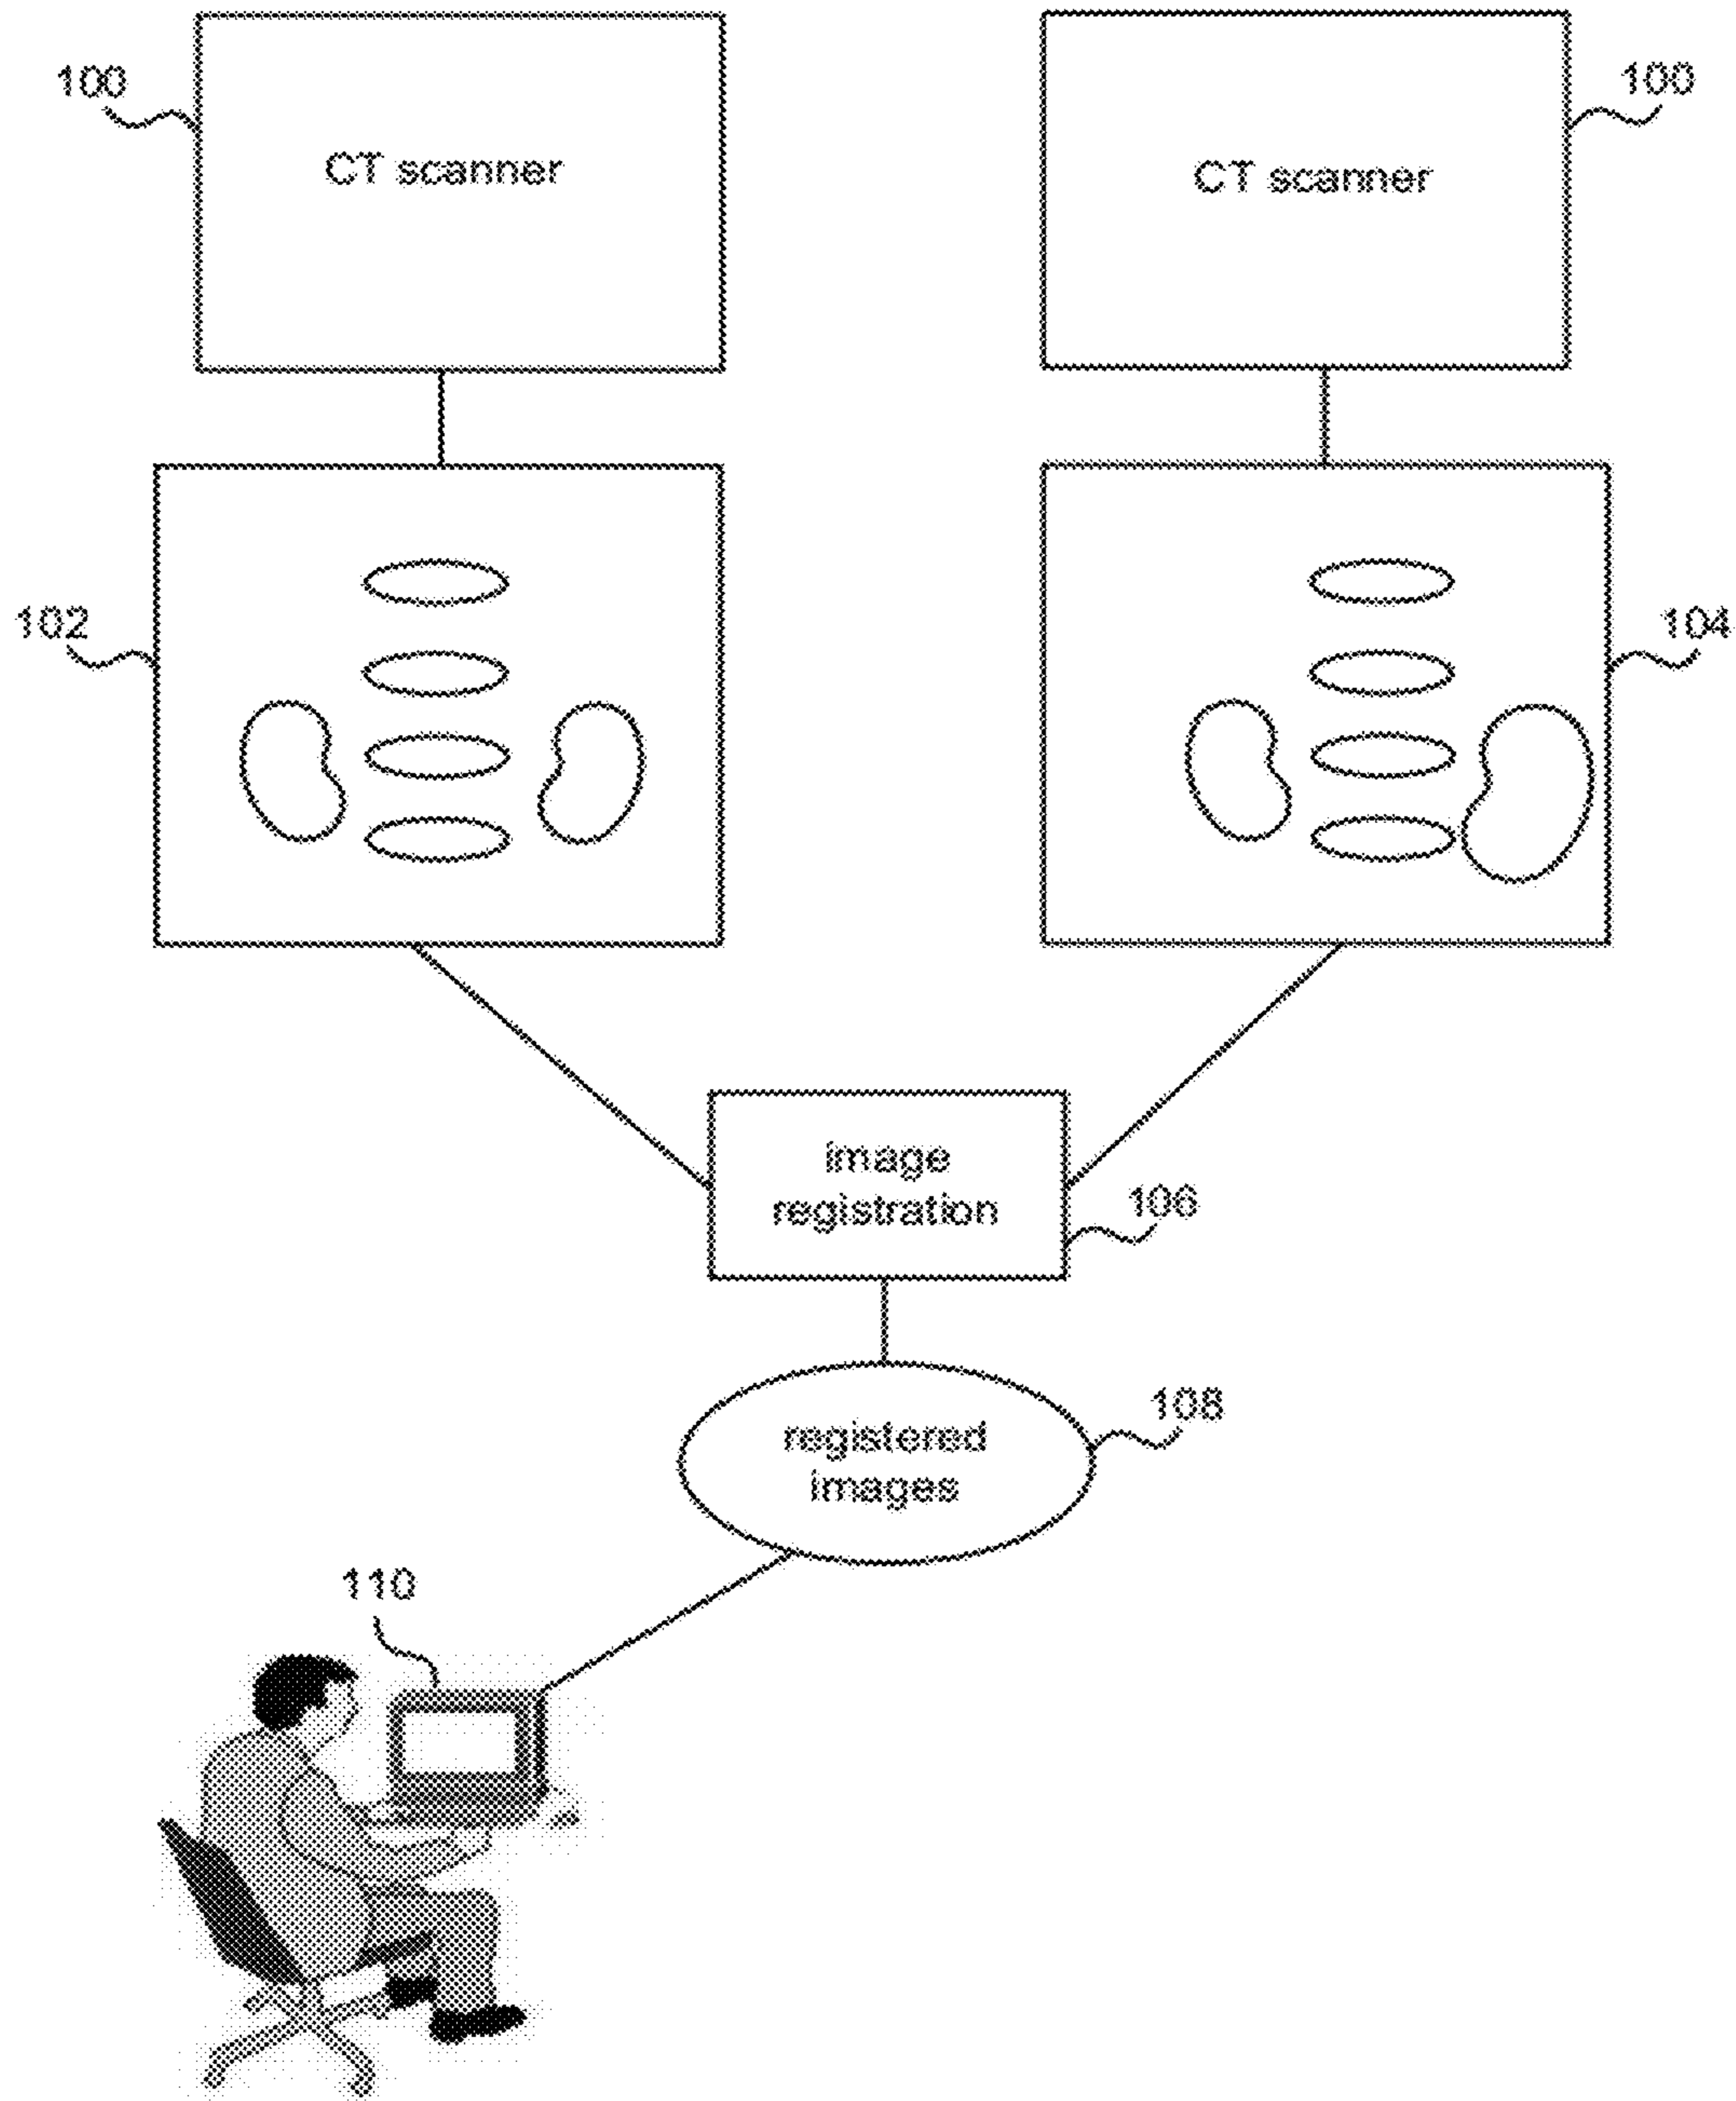 100
CT scanner
CT scanner
100
102
104
image
registration
106
registered
images
108
110